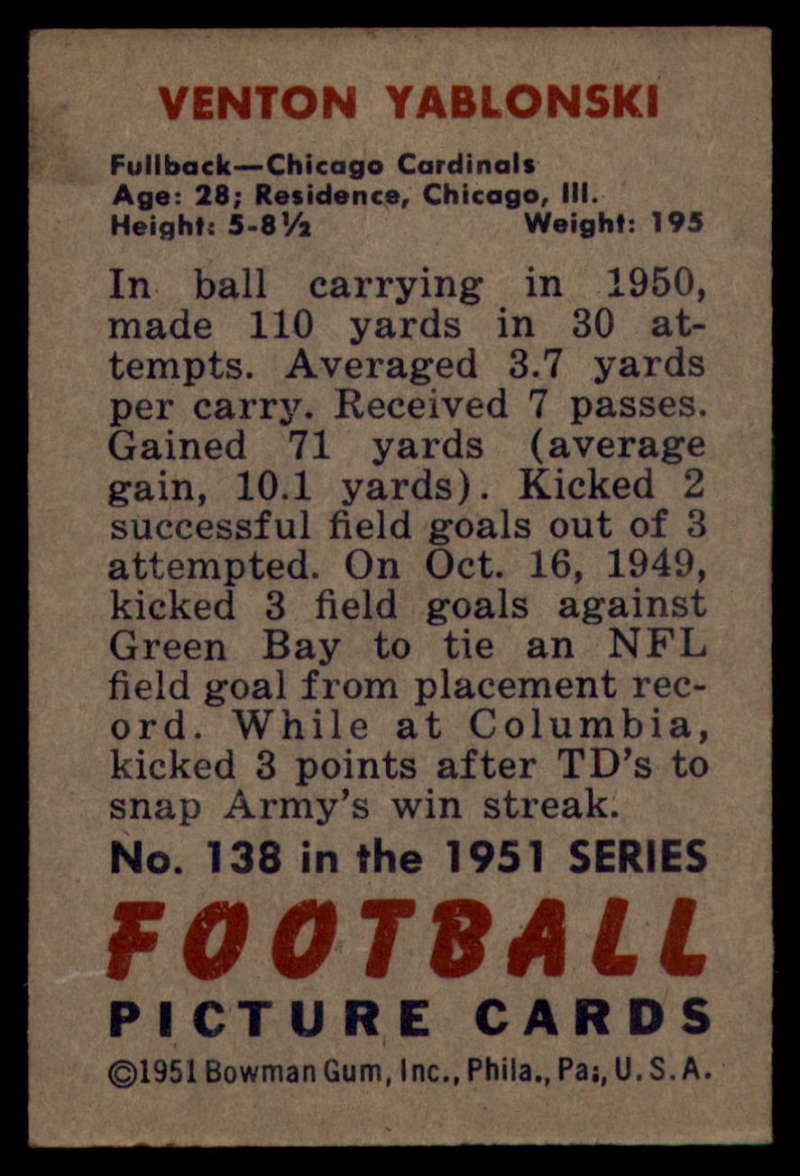 VENTON YABLONSKI
Fullback—Chicago Cardinals
Age: 28; Residence, Chicago, Ill.
Height: 5-8½ Weight: 195
In ball carrying in 1950,
made 110 yards in 30 at-
tempts. Averaged 3.7 yards
per carry. Received 7 passes.
Gained 71 yards (average
gain, 10.1 yards). Kicked 2
successful field goals out of 3
attempted. On Oct. 16, 1949,
kicked 3 field goals against
Green Bay to tie an NFL
field goal from placement rec-
ord. While at Columbia,
kicked 3 points after TD's to
snap Army's win streak.
No. 138 in the 1951 SERIES
FOOTBALL
PICTURE CARDS
©1951 Bowman Gum, Inc., Phila., Pa., U.S.A.